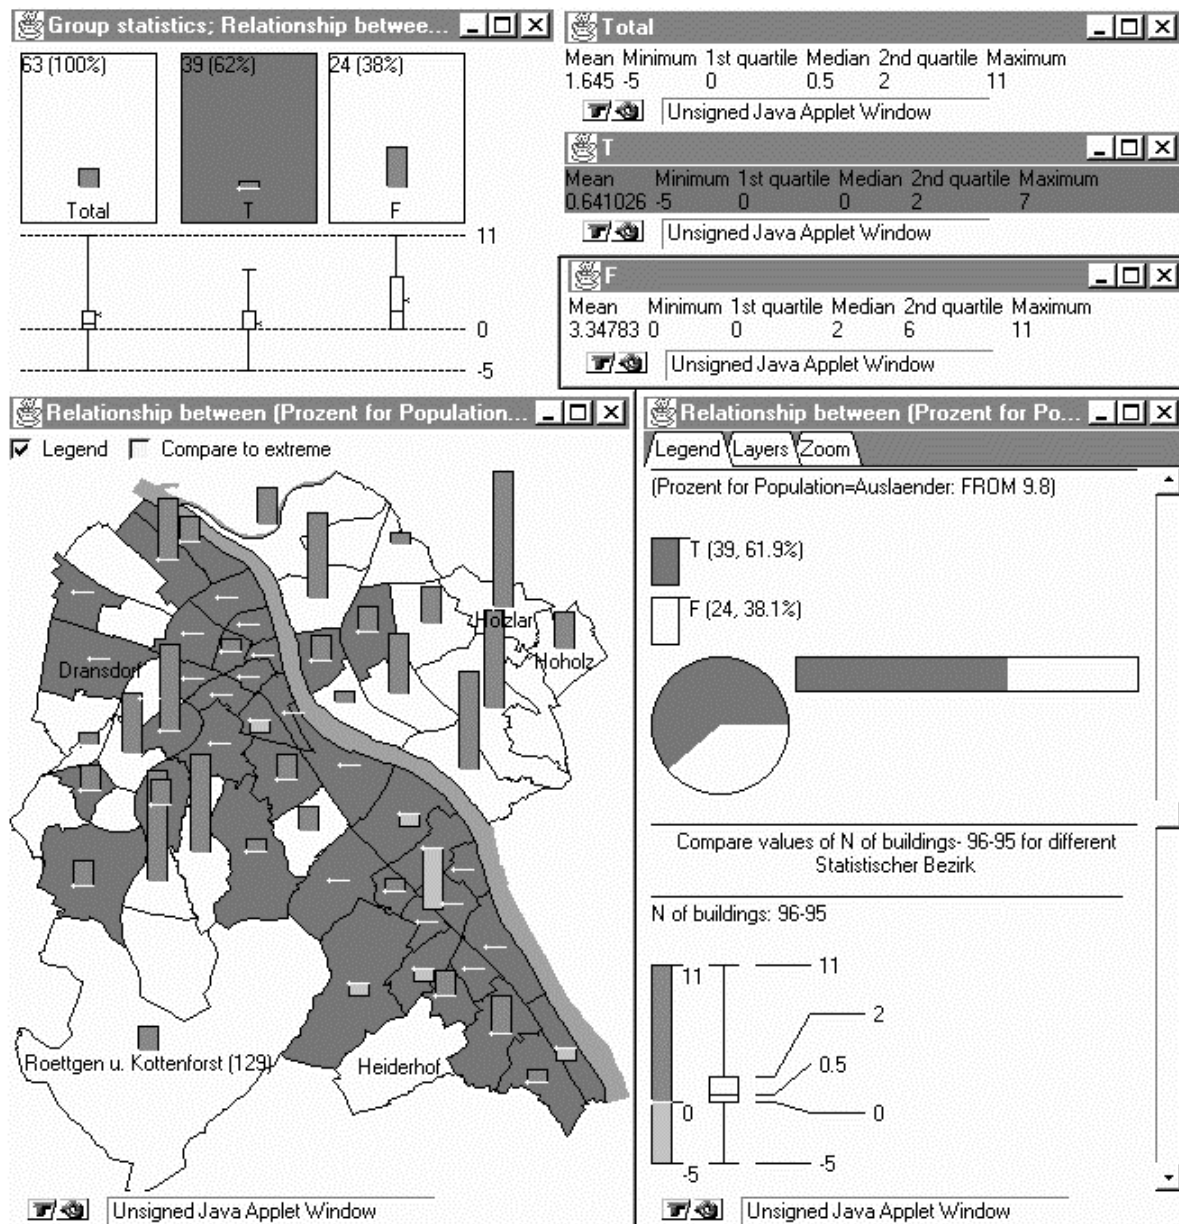 Group statistics; Relationship betwee...
63 (100%)
39 (62%)
24 (38%)
Total
T
F
11
0
-5
Total
Mean Minimum 1st quartile Median 2nd quartile Maximum
1.645 -5 0 0.5 2 11
Unsigned Java Applet Window
T
Mean Minimum 1st quartile Median 2nd quartile Maximum
0.641026 -5 0 0 2 7
Unsigned Java Applet Window
F
Mean Minimum 1st quartile Median 2nd quartile Maximum
3.34783 0 0 2 6 11
Unsigned Java Applet Window
Relationship between (Prozent for Population...
Legend Compare to extreme
Holzlar
Hoholz
Dransdorf
Roettgen u. Kottenforst (129)
Heiderhof
Unsigned Java Applet Window
Relationship between (Prozent for Po...
Legend Layers Zoom
(Prozent for Population=Auslaender: FROM 9.8)
T (39, 61.9%)
F (24, 38.1%)
Compare values of N of buildings- 96-95 for different
Statistischer Bezirk
N of buildings: 96-95
11
11
2
0.5
0
0
-5
-5
Unsigned Java Applet Window